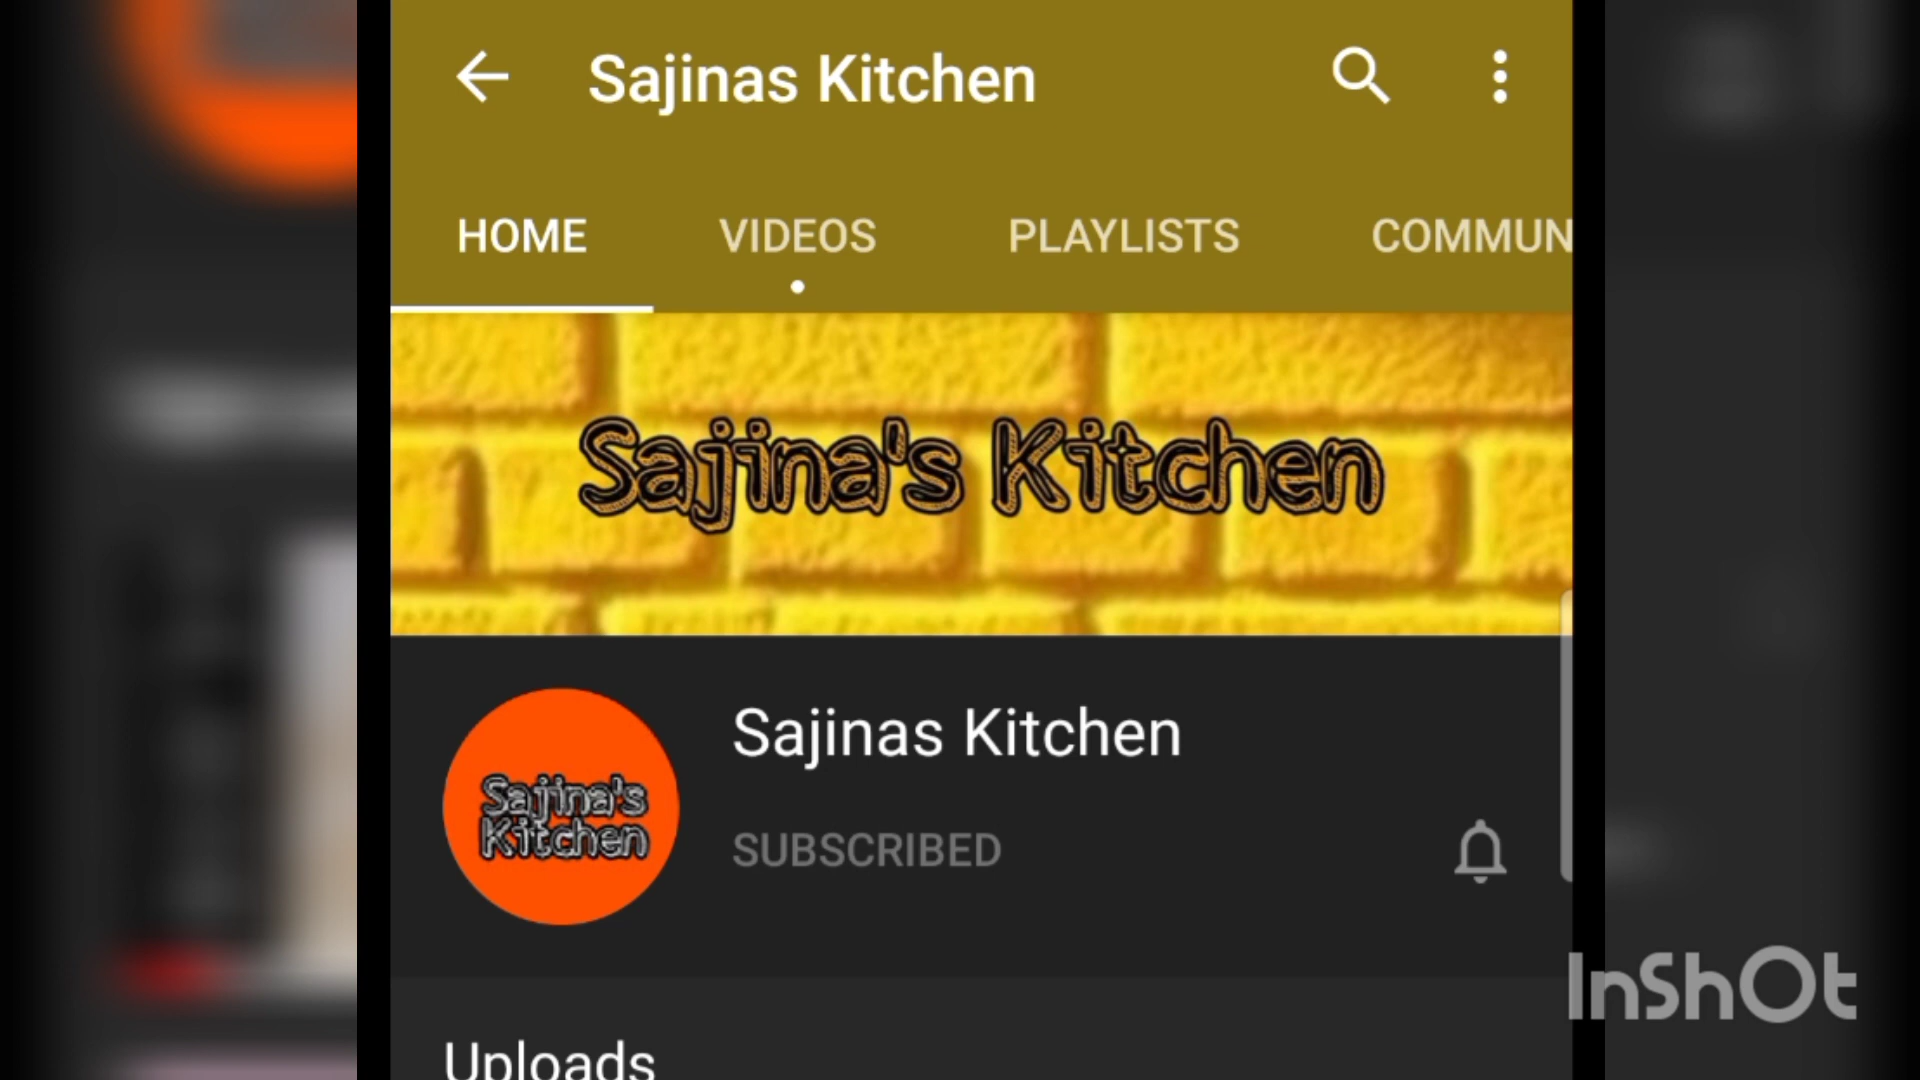 Sajinas Kitchen
HOME VIDEOS PLAYLISTS COMMUN
Sajina's Kitchen
Sajinas Kitchen
Sajina's
Kitchen
SUBSCRIBED
Uploads
InShOt